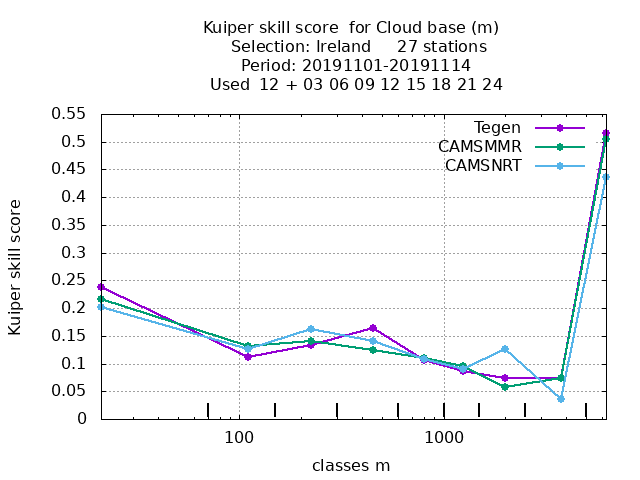 Kuiper skill score  for Cloud base (m)
Selection: Ireland     27 stations
Period: 20191101-20191114
Used  12 + 03 06 09 12 15 18 21 24
Tegen
CAMSMMR
CAMSNRT
0.55
0.5
0.45
0.4
0.35
0.3
0.25
0.2
0.15
0.1
0.05
0
Kuiper skill score
100
1000
classes m